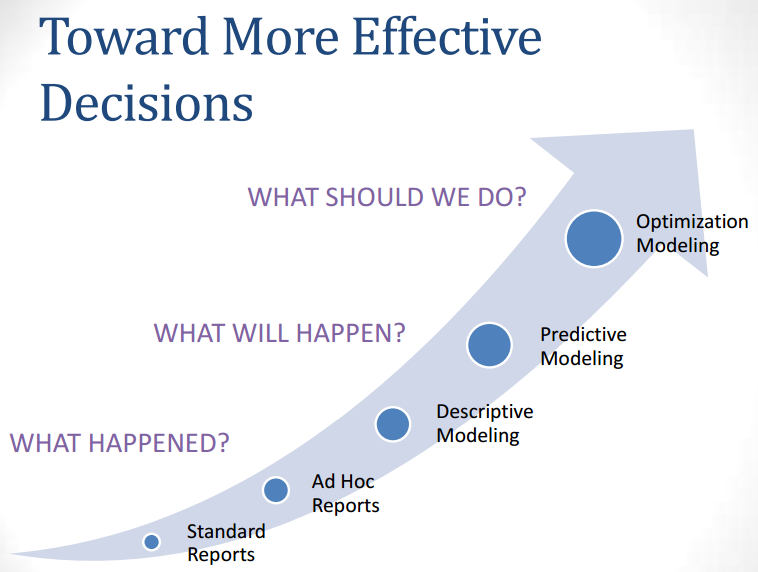 Toward More Effective
Decisions
WHAT SHOULD WE DO?
Optimization
Modeling
WHAT WILL HAPPEN?
Predictive
Modeling
Descriptive
Modeling
WHAT HAPPENED?
Ad Hoc
Reports
Standard
Reports